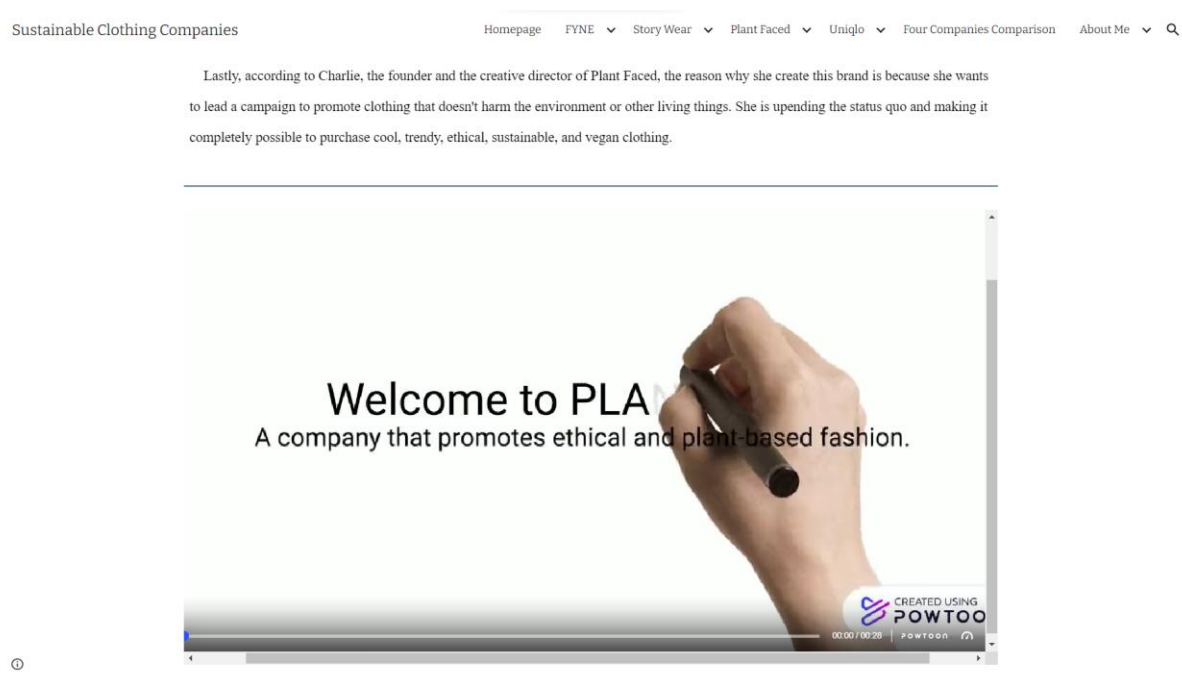 Sustainable Clothing Companies
Homepage FYNE Story Wear Plant Faced Uniqlo Four Companies Comparison About Me
Lastly, according to Charlie, the founder and the creative director of Plant Faced, the reason why she create this brand is because she wants
to lead a campaign to promote clothing that doesn't harm the environment or other living things. She is upending the status quo and making it
completely possible to purchase cool, trendy, ethical, sustainable, and vegan clothing.
Welcome to PLAN
A company that promotes ethical and plant-based fashion.
CREATED USING
POWTOO
00:00 / 00:28 POWTOON